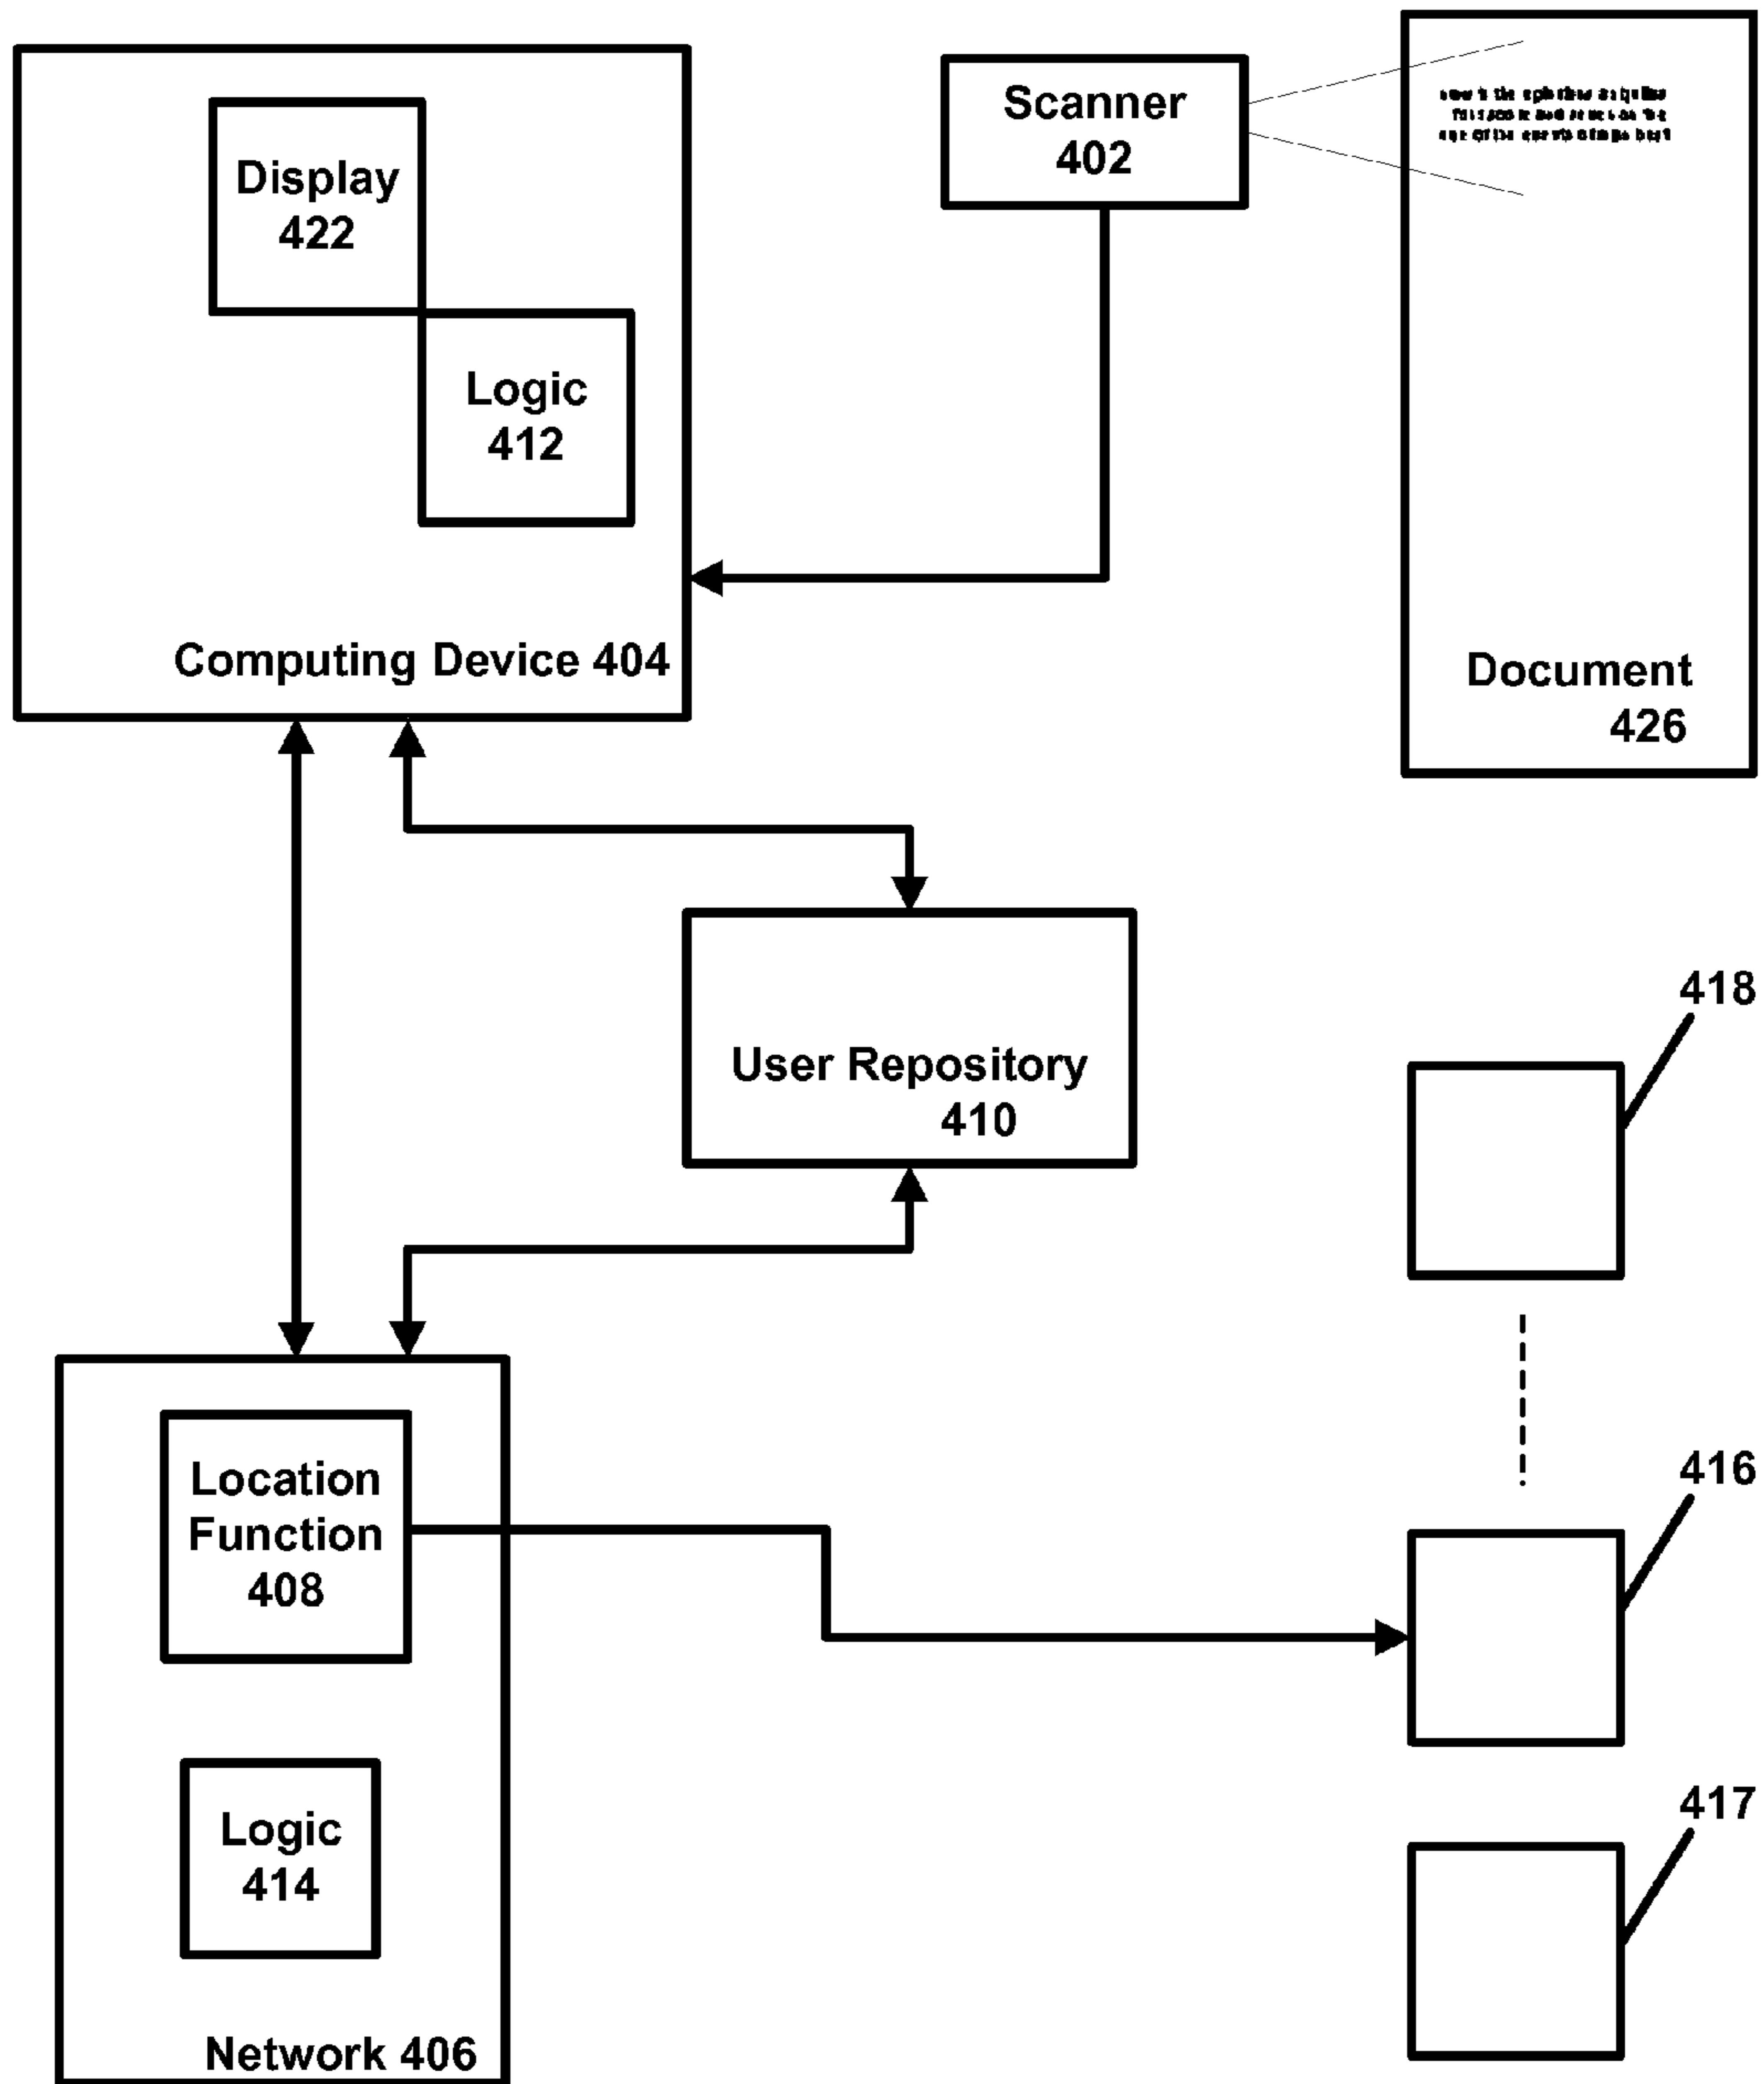 Scanner
402
Display
422
Logic
412
Computing Device 404
Document
426
User Repository
410
418
Location
Function
408
416
Logic
414
417
Network 406